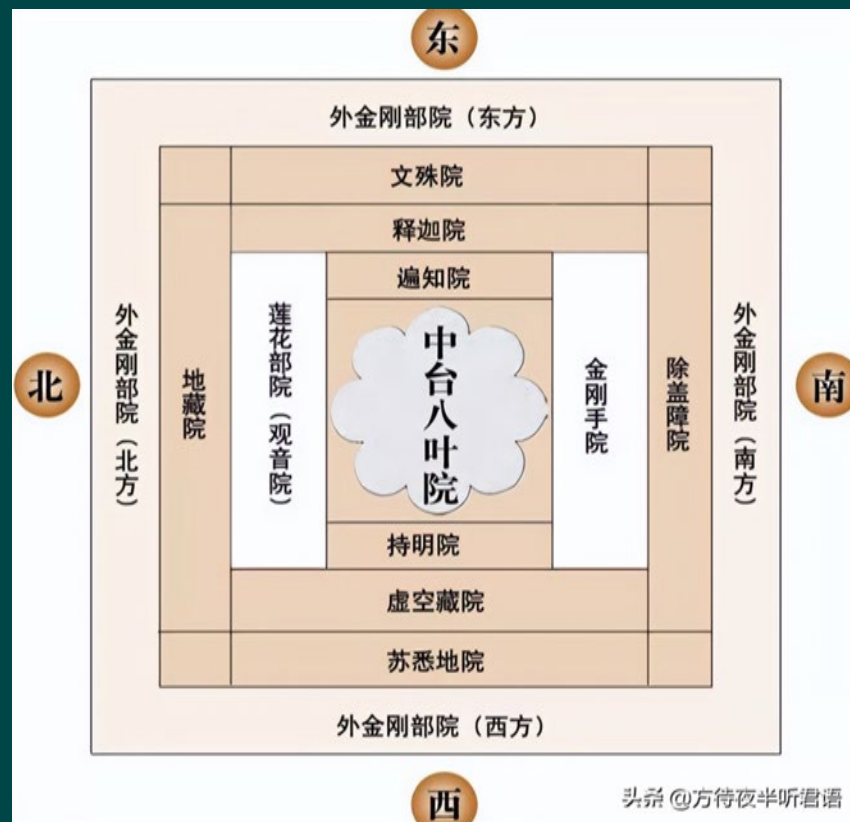 东
外金刚部院（东方）
文殊院
释迦院
遍知院
北
外金刚部院（北方）
地藏院
莲花部院（观音院）
中台八叶院
金刚手院
除盖障院
外金刚部院（南方）
南
持明院
虚空藏院
苏悉地院
外金刚部院（西方）
西
头条 @方待夜半听君语